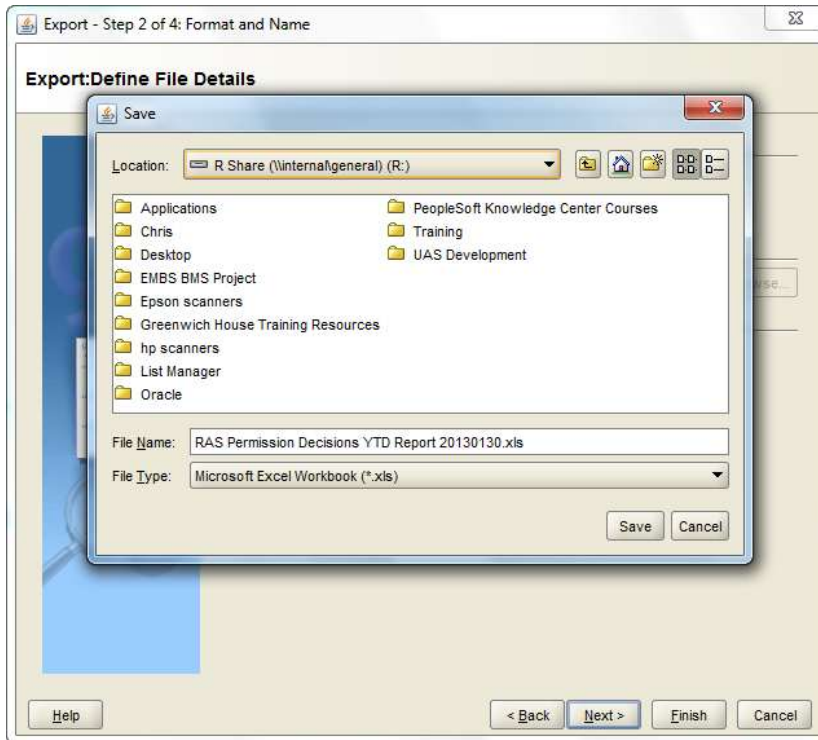 Export - Step 2 of 4: Format and Name
Export:Define File Details
Save
Location: R Share (\\internal\general) (R:)
Applications
Chris
Desktop
EMBS BMS Project
Epson scanners
Greenwich House Training Resources
hp scanners
List Manager
Oracle
PeopleSoft Knowledge Center Courses
Training
UAS Development
File Name: RAS Permission Decisions YTD Report 20130130.xls
File Type: Microsoft Excel Workbook (*.xls)
Save Cancel
Help < Back Next > Finish Cancel